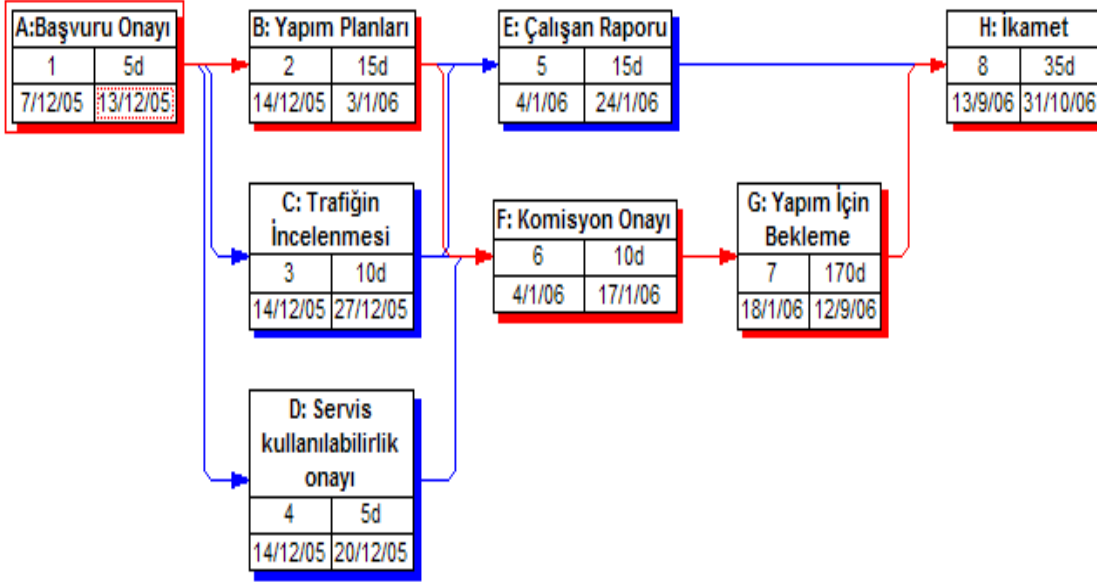 A:Başvuru Onayı
1 5d
7/12/05 13/12/05
B: Yapım Planları
2 15d
14/12/05 3/1/06
E: Çalışan Raporu
5 15d
4/1/06 24/1/06
H: İkamet
8 35d
13/9/06 31/10/06
C: Trafiğin
İncelenmesi
3 10d
14/12/05 27/12/05
F: Komisyon Onayı
6 10d
4/1/06 17/1/06
G: Yapım İçin
Bekleme
7 170d
18/1/06 12/9/06
D: Servis
kullanılabilirlik
onayı
4 5d
14/12/05 20/12/05